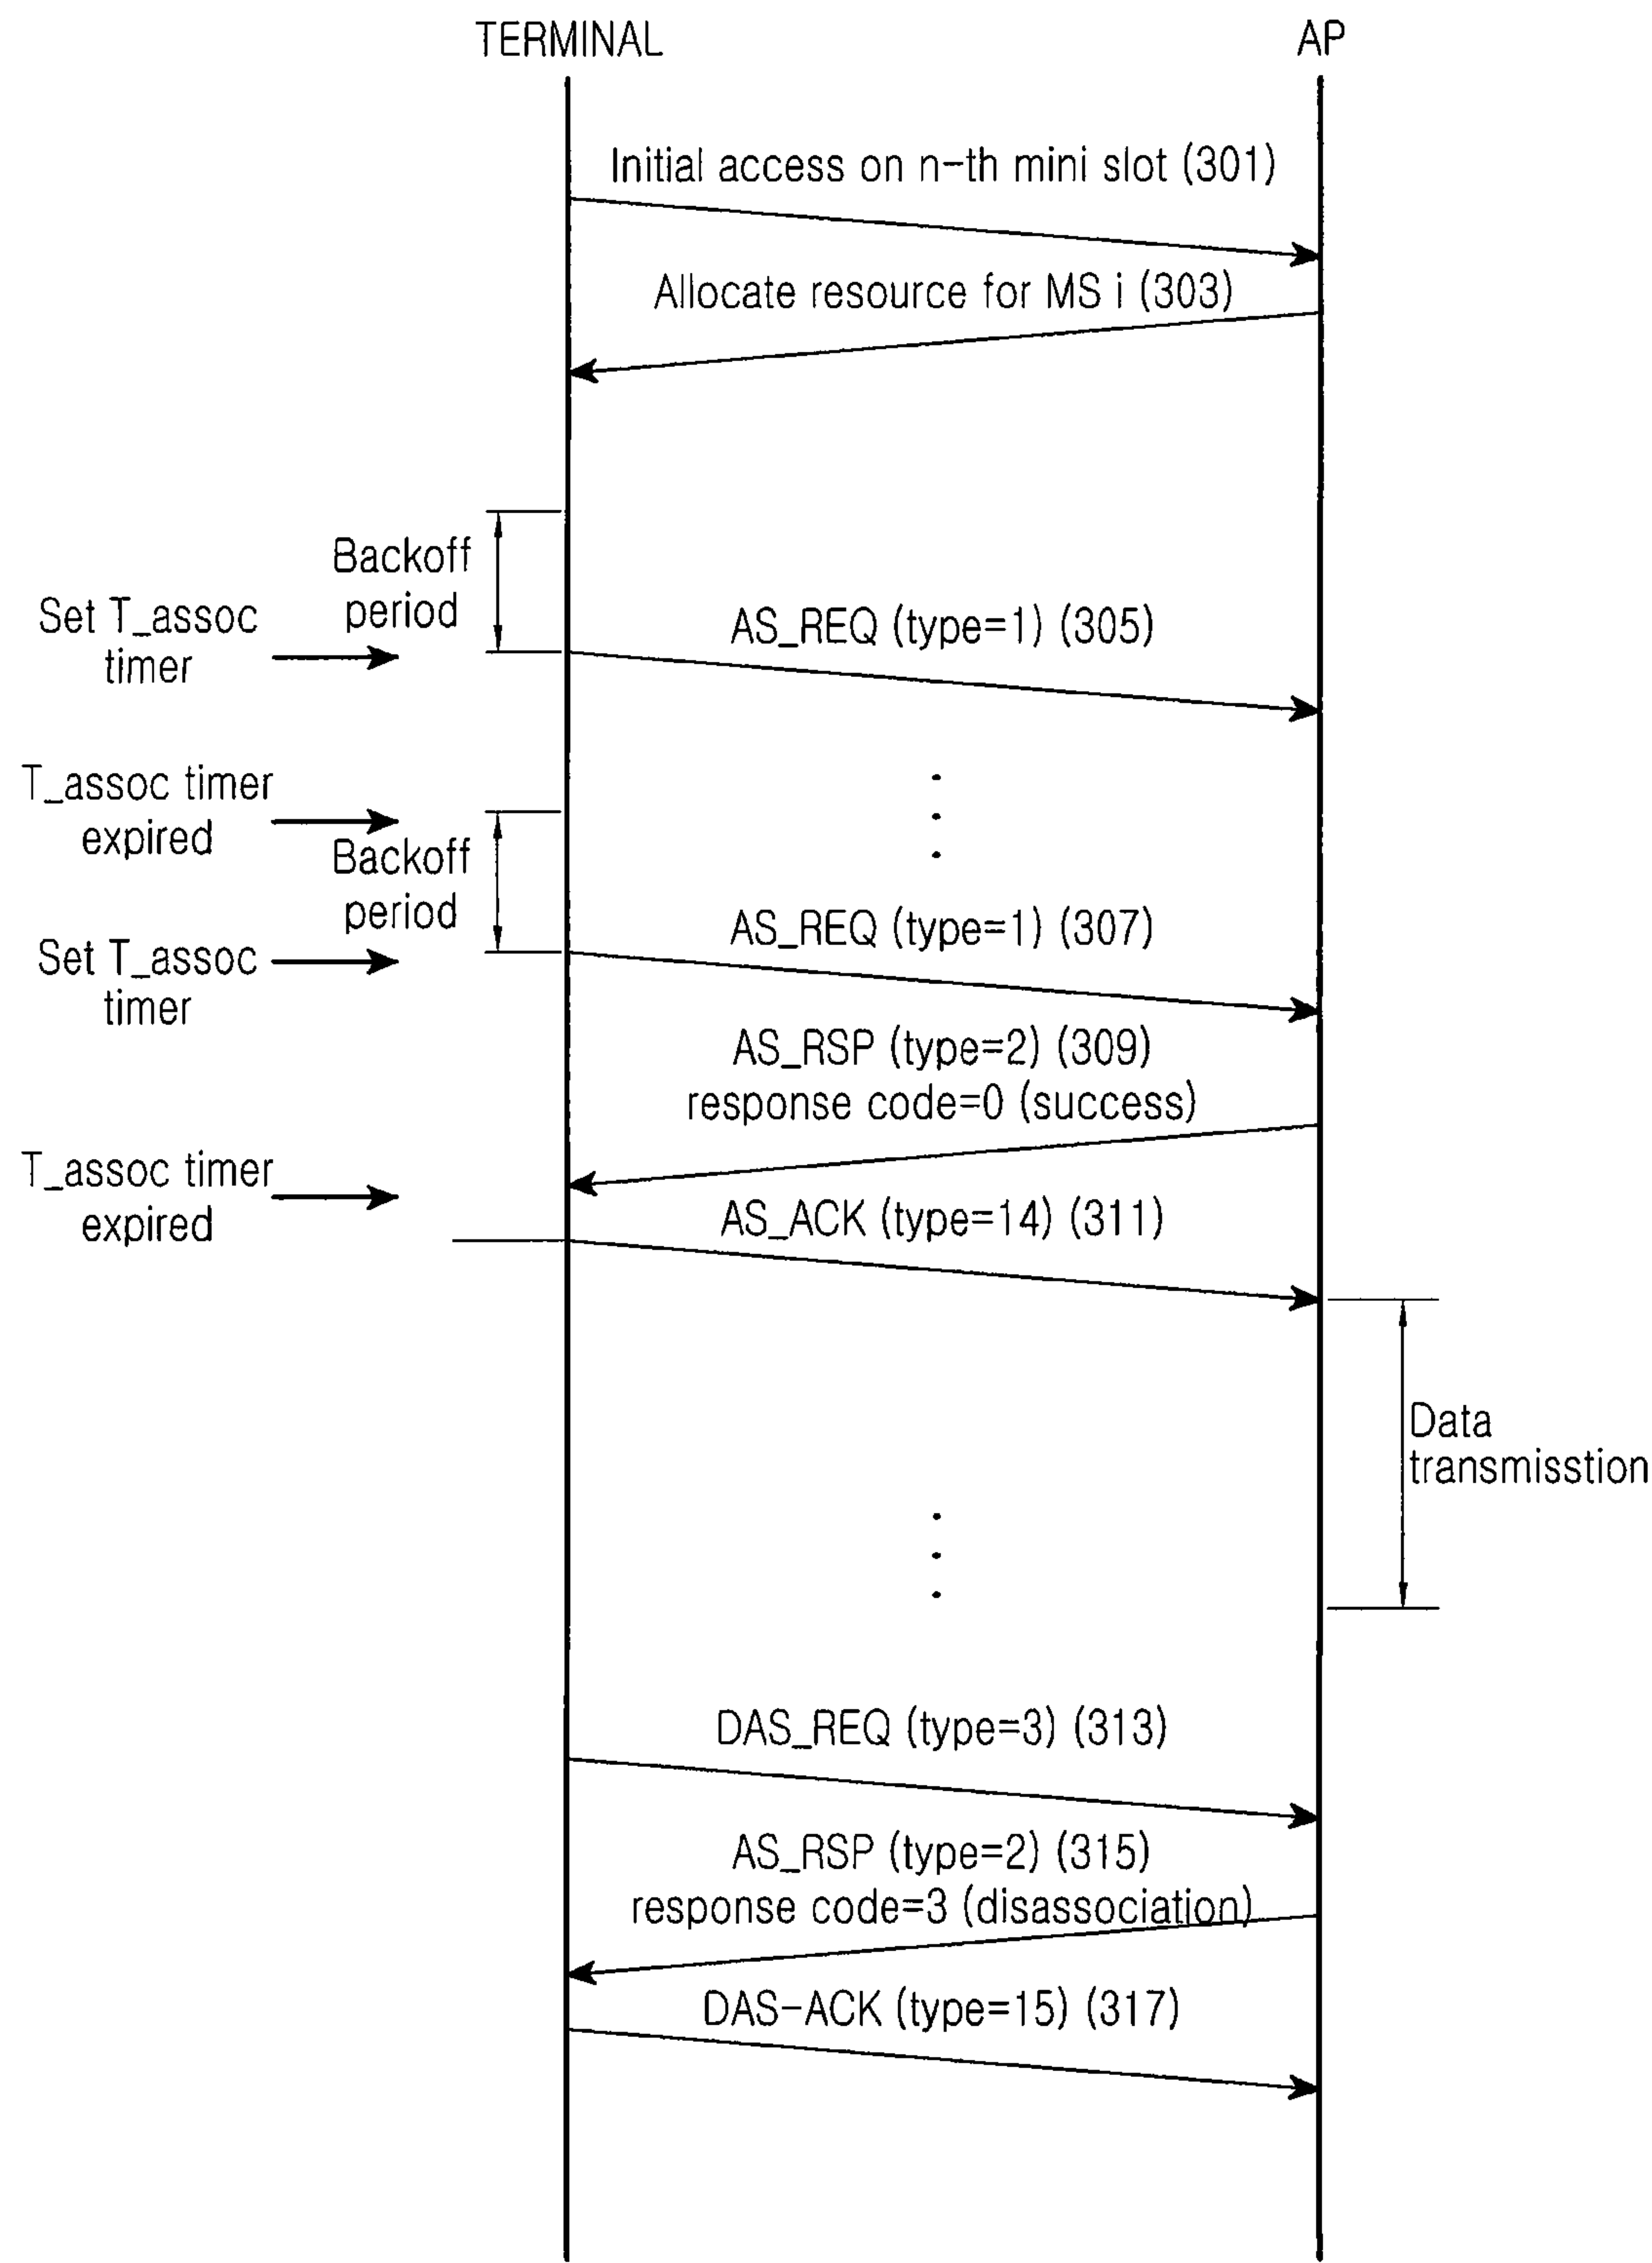 TERMINAL
AP
Initial access on n-th mini slot (301)
Allocate resource for MS i (303)
Backoff
period
Set T_assoc
timer
AS_REQ (type=1) (305)
T_assoc timer
expired
Backoff
period
AS_REQ (type=1) (307)
Set T_assoc
timer
AS_RSP (type=2) (309)
response code=0 (success)
T_assoc timer
expired
AS_ACK (type=14) (311)
Data
transmisstion
DAS_REQ (type=3) (313)
AS_RSP (type=2) (315)
response code=3 (disassociation)
DAS-ACK (type=15) (317)